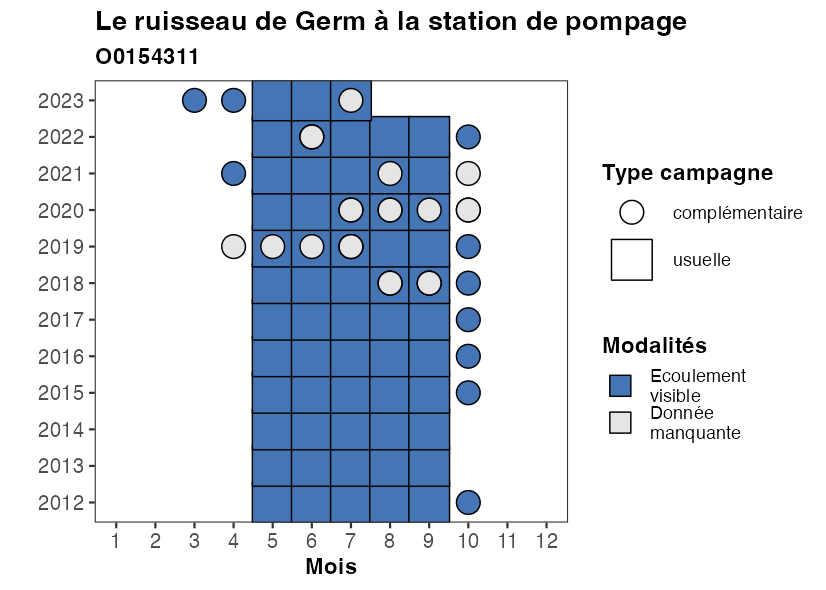 Le ruisseau de Germ à la station de pompage
O0154311
2023
2022
2021
2020
2019
2018
2017
2016
2015
2014
2013
2012
1 2 3 4 5 6 7 8 9 10 11 12
Mois
Type campagne
complémentaire
usuelle
Modalités
Ecoulement
visible
Donnée
manquante